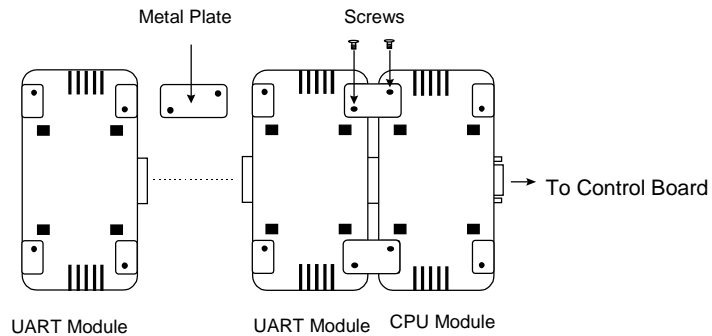 Metal Plate
Screws
To Control Board
UART Module
UART Module
CPU Module